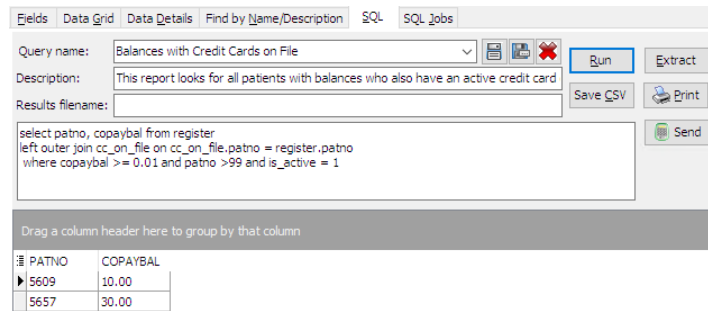 Fields Data Grid Data Details Find by Name/Description SQL SQL Jobs
Query name: Balances with Credit Cards on File
Run Extract
Description: This report looks for all patients with balances who also have an active credit card
Save CSV Print
Results filename:
Send
select patno, copaybal from register
left outer join cc_on_file on cc_on_file.patno = register.patno
where copaybal >= 0.01 and patno >99 and is_active = 1
Drag a column header here to group by that column
PATNO COPAYBAL
5609 10.00
5657 30.00